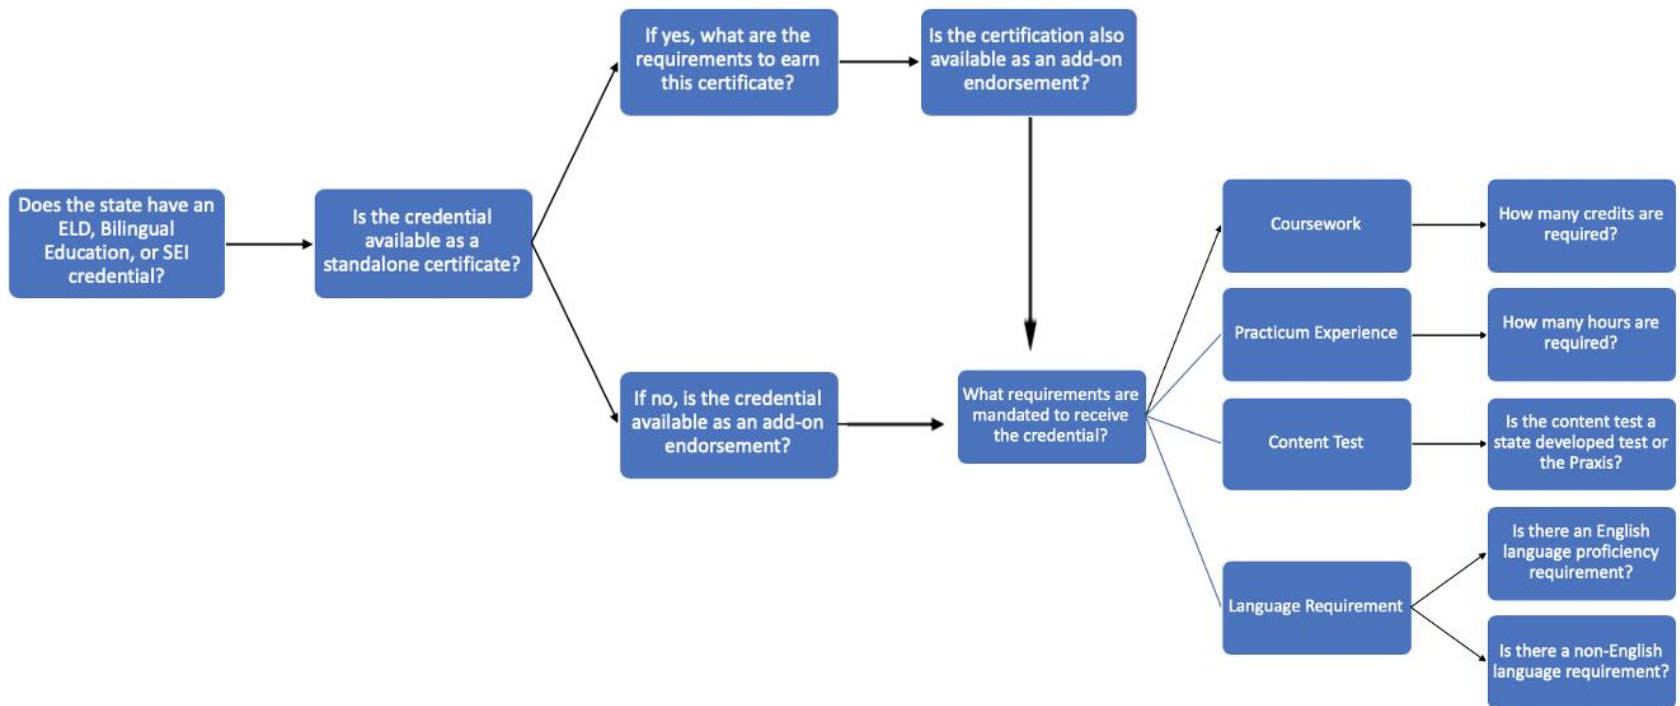 Does the state have an
ELD, Bilingual
Education, or SEI
credential?
Is the credential
available as a
standalone certificate?
If yes, what are the
requirements to earn
this certificate?
Is the certification also
available as an add-on
endorsement?
If no, is the credential
available as an add-on
endorsement?
What requirements are
mandated to receive
the credential?
Coursework
How many credits are
required?
Practicum Experience
How many hours are
required?
Content Test
Is the content test a
state developed test or
the Praxis?
Language Requirement
Is there an English
language proficiency
requirement?
Is there a non-English
language requirement?